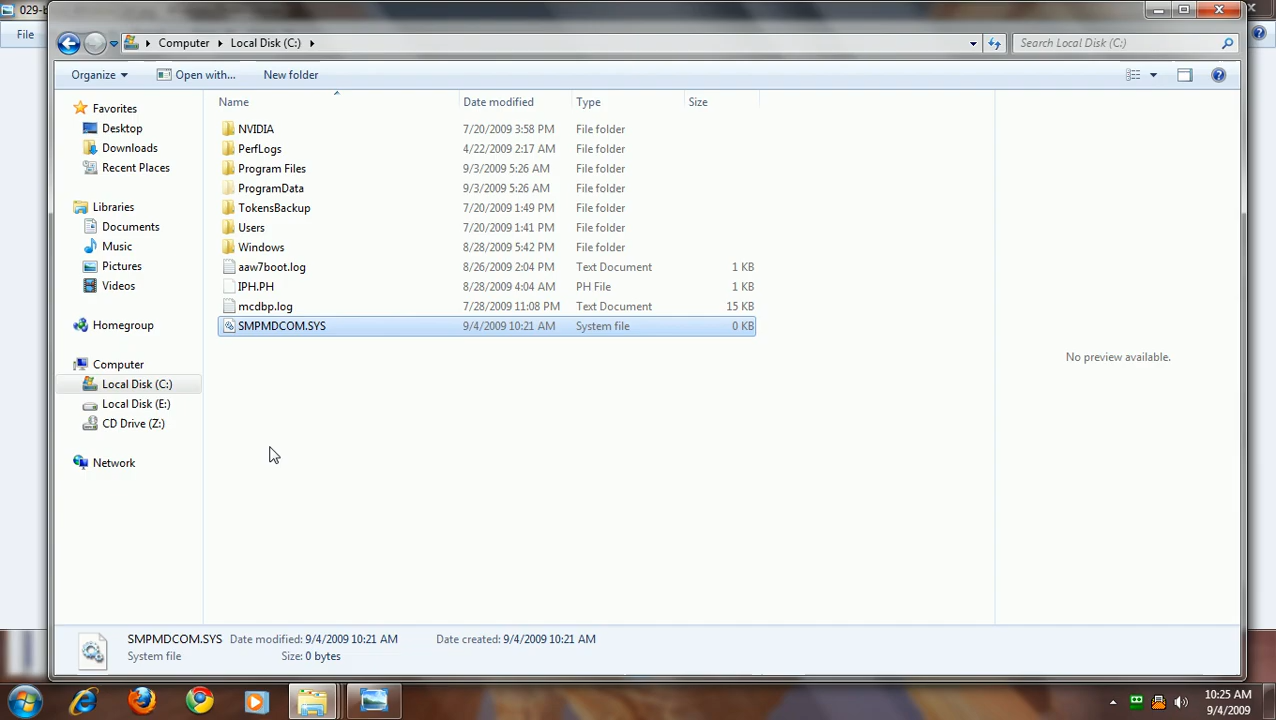 029-b
File
Computer Local Disk (C:)
Search Local Disk (C:)
Organize Open with... New folder
Name Date modified Type Size
Favorites
Desktop
Downloads
Recent Places
Libraries
Documents
Music
Pictures
Videos
Homegroup
Computer
Local Disk (C:)
Local Disk (E:)
CD Drive (Z:)
Network
NVIDIA 7/20/2009 3:58 PM File folder
PerfLogs 4/22/2009 2:17 AM File folder
Program Files 9/3/2009 5:26 AM File folder
ProgramData 9/3/2009 5:26 AM File folder
TokensBackup 7/20/2009 1:49 PM File folder
Users 7/20/2009 1:41 PM File folder
Windows 8/28/2009 5:42 PM File folder
aaw7boot.log 8/26/2009 2:04 PM Text Document 1 KB
IPH.PH 8/28/2009 4:04 AM PH File 1 KB
mcdbp.log 7/28/2009 11:08 PM Text Document 15 KB
SMPMDCOM.SYS 9/4/2009 10:21 AM System file 0 KB
No preview available.
SMPMDCOM.SYS Date modified: 9/4/2009 10:21 AM Date created: 9/4/2009 10:21 AM
System file Size: 0 bytes
10:25 AM
9/4/2009